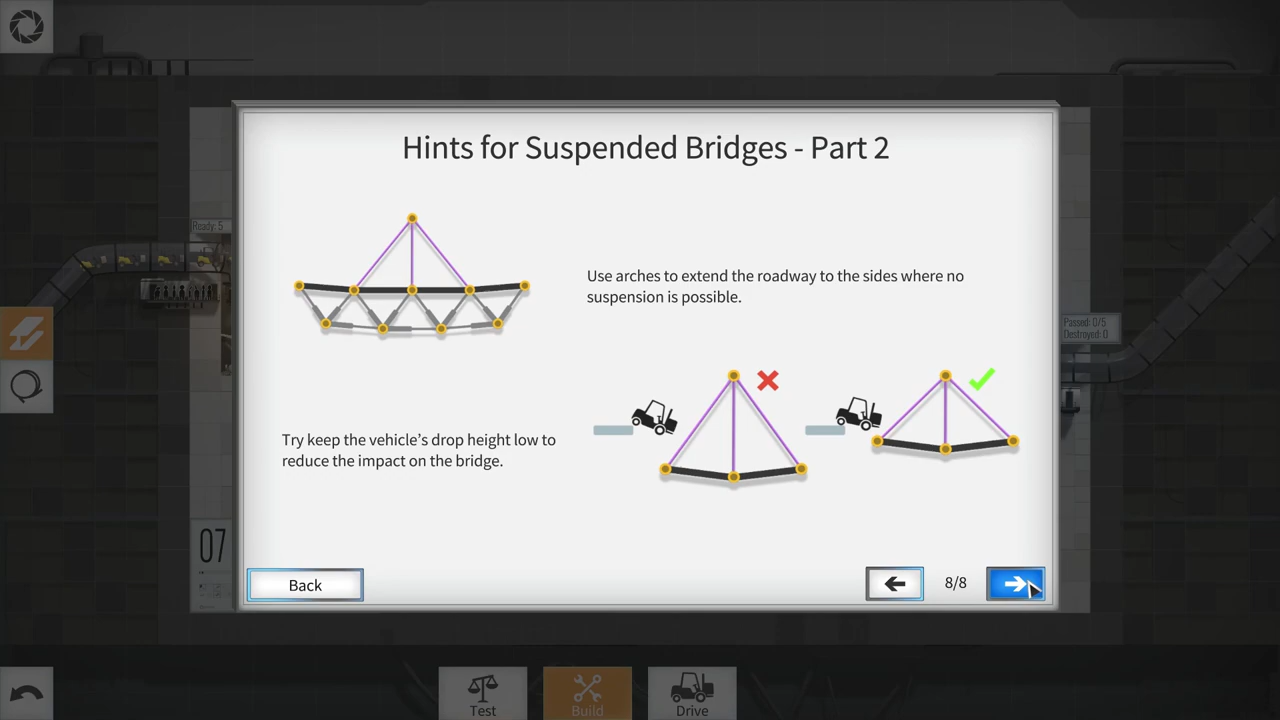 Hints for Suspended Bridges - Part 2
Ready: 5
Use arches to extend the roadway to the sides where no
suspension is possible.
Passed: 0/5
Destroyed: 0
Try keep the vehicle's drop height low to
reduce the impact on the bridge.
07
Back
8/8
Test
Build
Drive